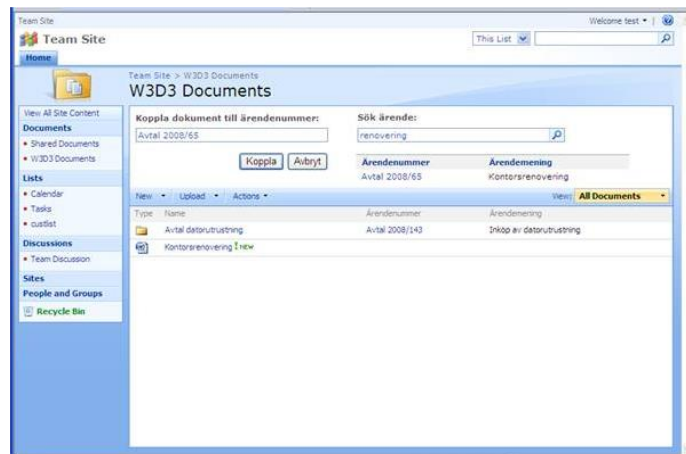 Team Site
Welcome test
Team Site
This List
Home
Team Site > W3D3 Documents
W3D3 Documents
View All Site Content
Documents
Shared Documents
W3D3 Documents
Lists
Calendar
Tasks
custlist
Discussions
Team Discussion
Sites
People and Groups
Recycle Bin
Koppla dokument till ärendenummer:
Avtal 2008/65
Koppla Avbryt
Sök ärende:
renovering
Ärendenummer Ärendemening
Avtal 2008/65 Kontorsrenovering
New Upload Actions View: All Documents
Type Name Ärendenummer Ärendemening
Avtal datorutrustning Avtal 2008/143 Inköp av datorutrustning
Kontorsrenovering ! NEW